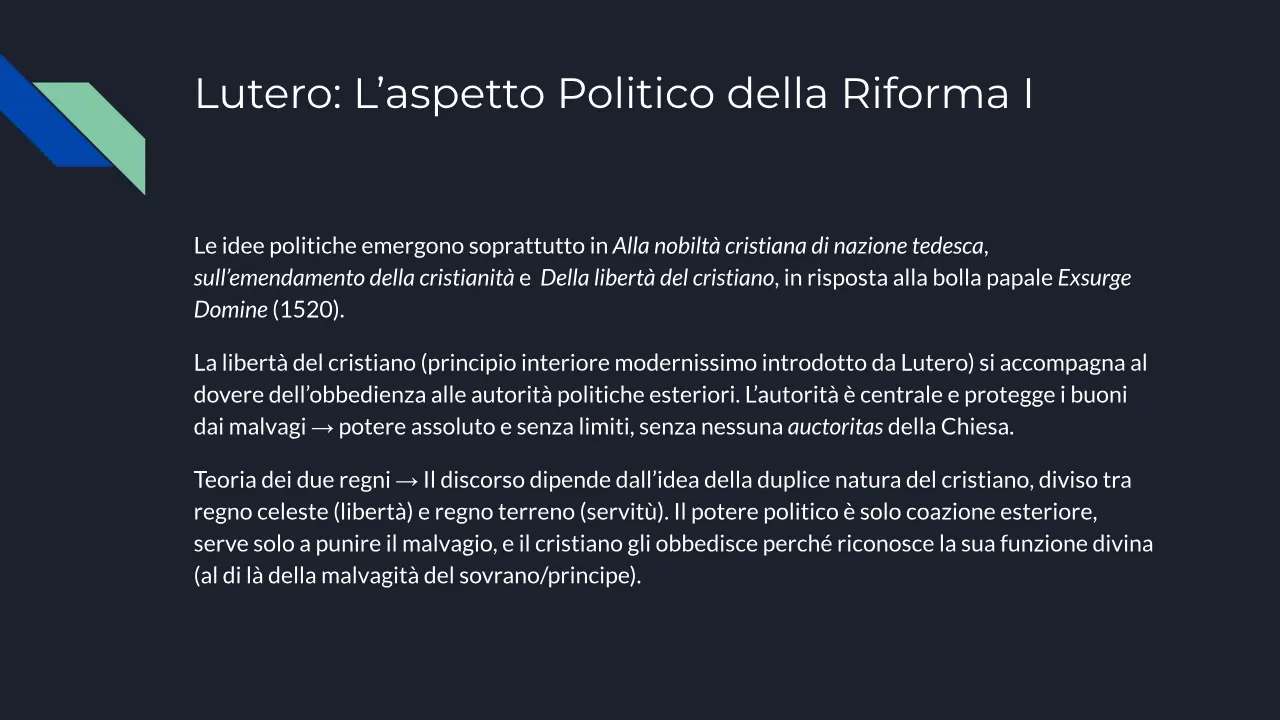 Lutero: L’aspetto Politico della Riforma I
Le idee politiche emergono soprattutto in Alla nobiltà cristiana di nazione tedesca,
sull’emendamento della cristianità e Della libertà del cristiano, in risposta alla bolla papale Exsurge
Domine (1520).
La libertà del cristiano (principio interiore modernissimo introdotto da Lutero) si accompagna al
dovere dell’obbedienza alle autorità politiche esteriori. L’autorità è centrale e protegge i buoni
dai malvagi → potere assoluto e senza limiti, senza nessuna auctoritas della Chiesa.
Teoria dei due regni → Il discorso dipende dall’idea della duplice natura del cristiano, diviso tra
regno celeste (libertà) e regno terreno (servitù). Il potere politico è solo coazione esteriore,
serve solo a punire il malvagio, e il cristiano gli obbedisce perché riconosce la sua funzione divina
(al di là della malvagità del sovrano/principe).